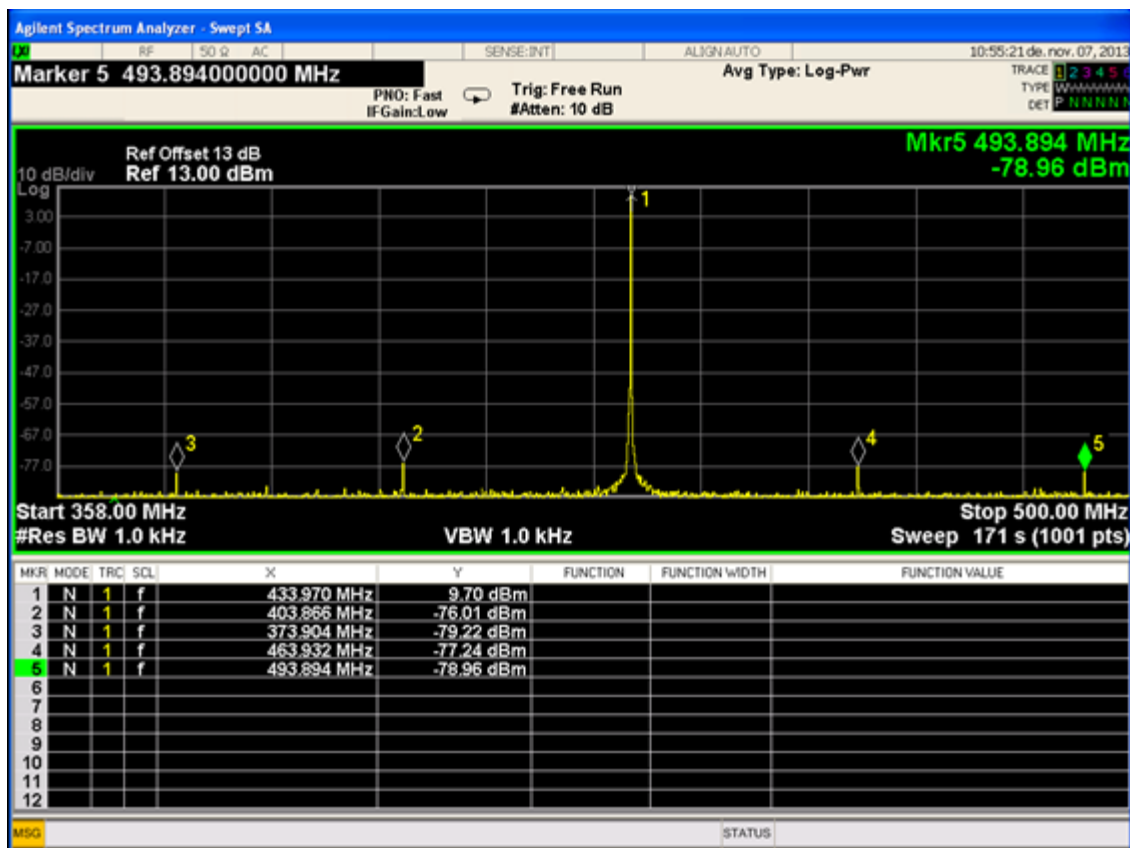 Agilent Spectrum Analyzer - Swept SA
RF 50 Ω AC SENSE:INT ALIGN AUTO 10:55:21 de. nov. 07, 2013
Marker 5 493.894000000 MHz Avg Type: Log-Pwr TRACE 1 2 3 4 5 6
PNO: Fast Trig: Free Run TYPE
IFGain:Low #Atten: 10 dB DET P N N N N N
Mkr5 493.894 MHz
-78.96 dBm
Ref Offset 13 dB
10 dB/div Ref 13.00 dBm
Log
1
3.00
-7.00
-17.0
-27.0
-37.0
-47.0
-57.0
-67.0
-77.0
3
2
4
5
Start 358.00 MHz Stop 500.00 MHz
#Res BW 1.0 kHz VBW 1.0 kHz Sweep 171 s (1001 pts)
MKR MODE TRC SCL X Y FUNCTION FUNCTION WIDTH FUNCTION VALUE
1 N 1 f 433.970 MHz 9.70 dBm
2 N 1 f 403.866 MHz -76.01 dBm
3 N 1 f 373.904 MHz -79.22 dBm
4 N 1 f 463.932 MHz -77.24 dBm
5 N 1 f 493.894 MHz -78.96 dBm
6
7
8
9
10
11
12
MSG STATUS